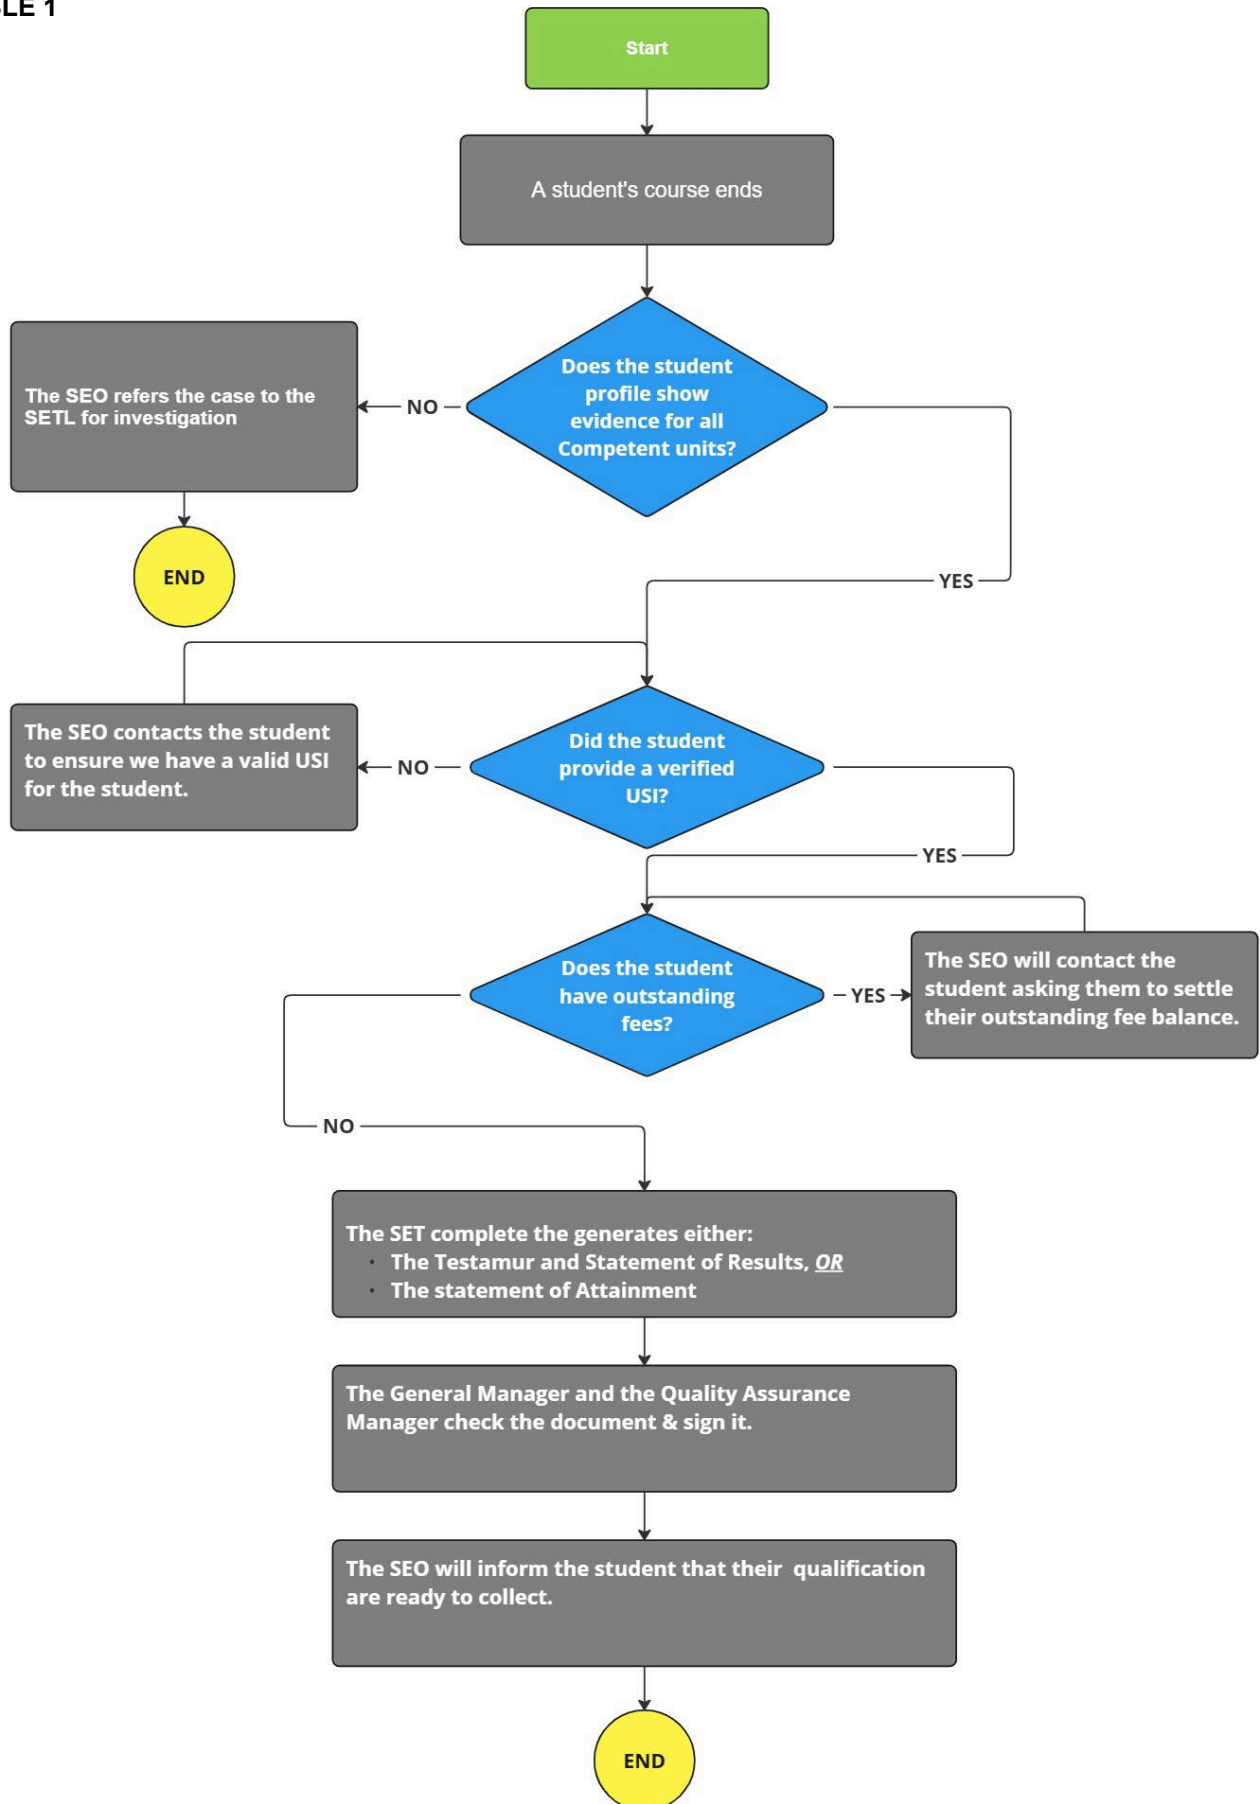 LE 1
Start
A student's course ends
Does the student
profile show
evidence for all
Competent units?
NO
The SEO refers the case to the
SETL for investigation
END
YES
Did the student
provide a verified
USI?
NO
The SEO contacts the student
to ensure we have a valid USI
for the student.
YES
Does the student
have outstanding
fees?
YES
The SEO will contact the
student asking them to settle
their outstanding fee balance.
NO
The SET complete the generates either:
· The Testamur and Statement of Results, OR
· The statement of Attainment
The General Manager and the Quality Assurance
Manager check the document & sign it.
The SEO will inform the student that their  qualification
are ready to collect.
END